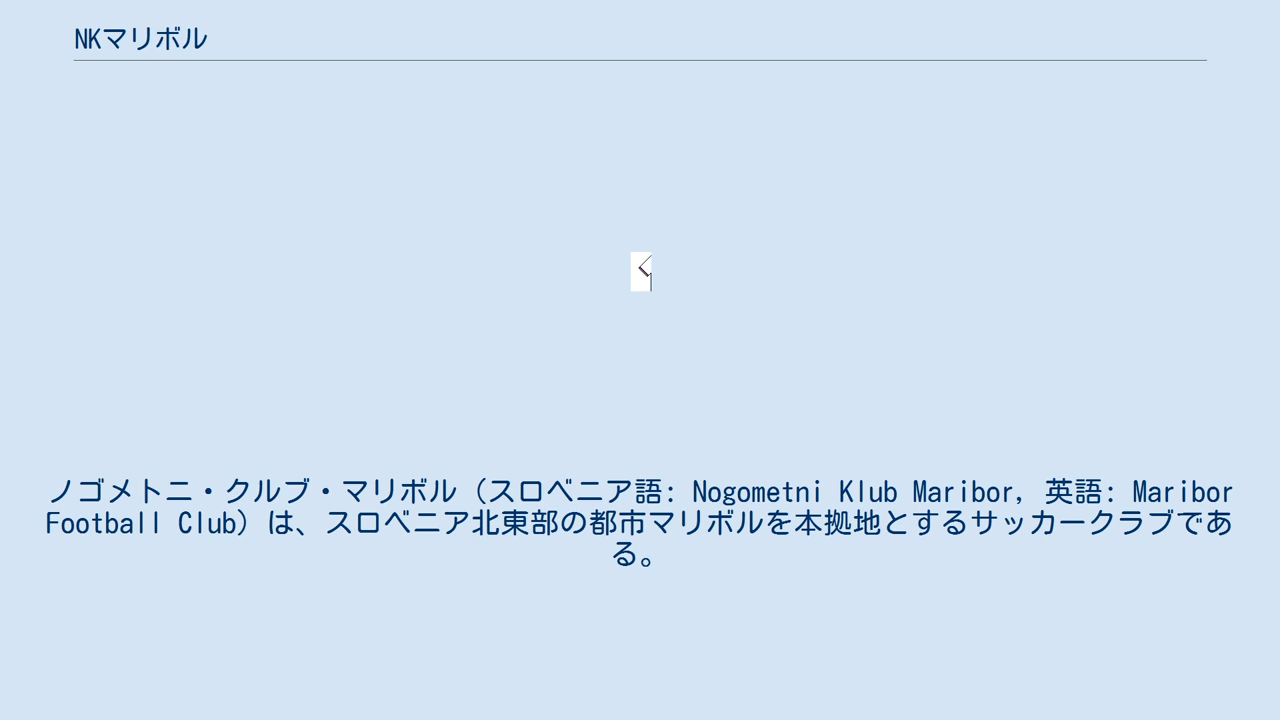 NKマリボル
ノゴメトニ・クルブ・マリボル（スロベニア語: Nogometni Klub Maribor, 英語: Maribor
Football Club）は、スロベニア北東部の都市マリボルを本拠地とするサッカークラブであ
る。